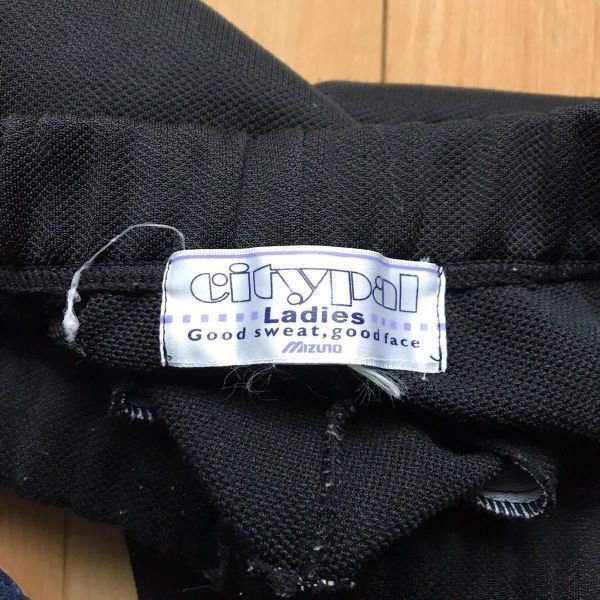 citypal
Ladies
Good sweat, good face
MIZUNO